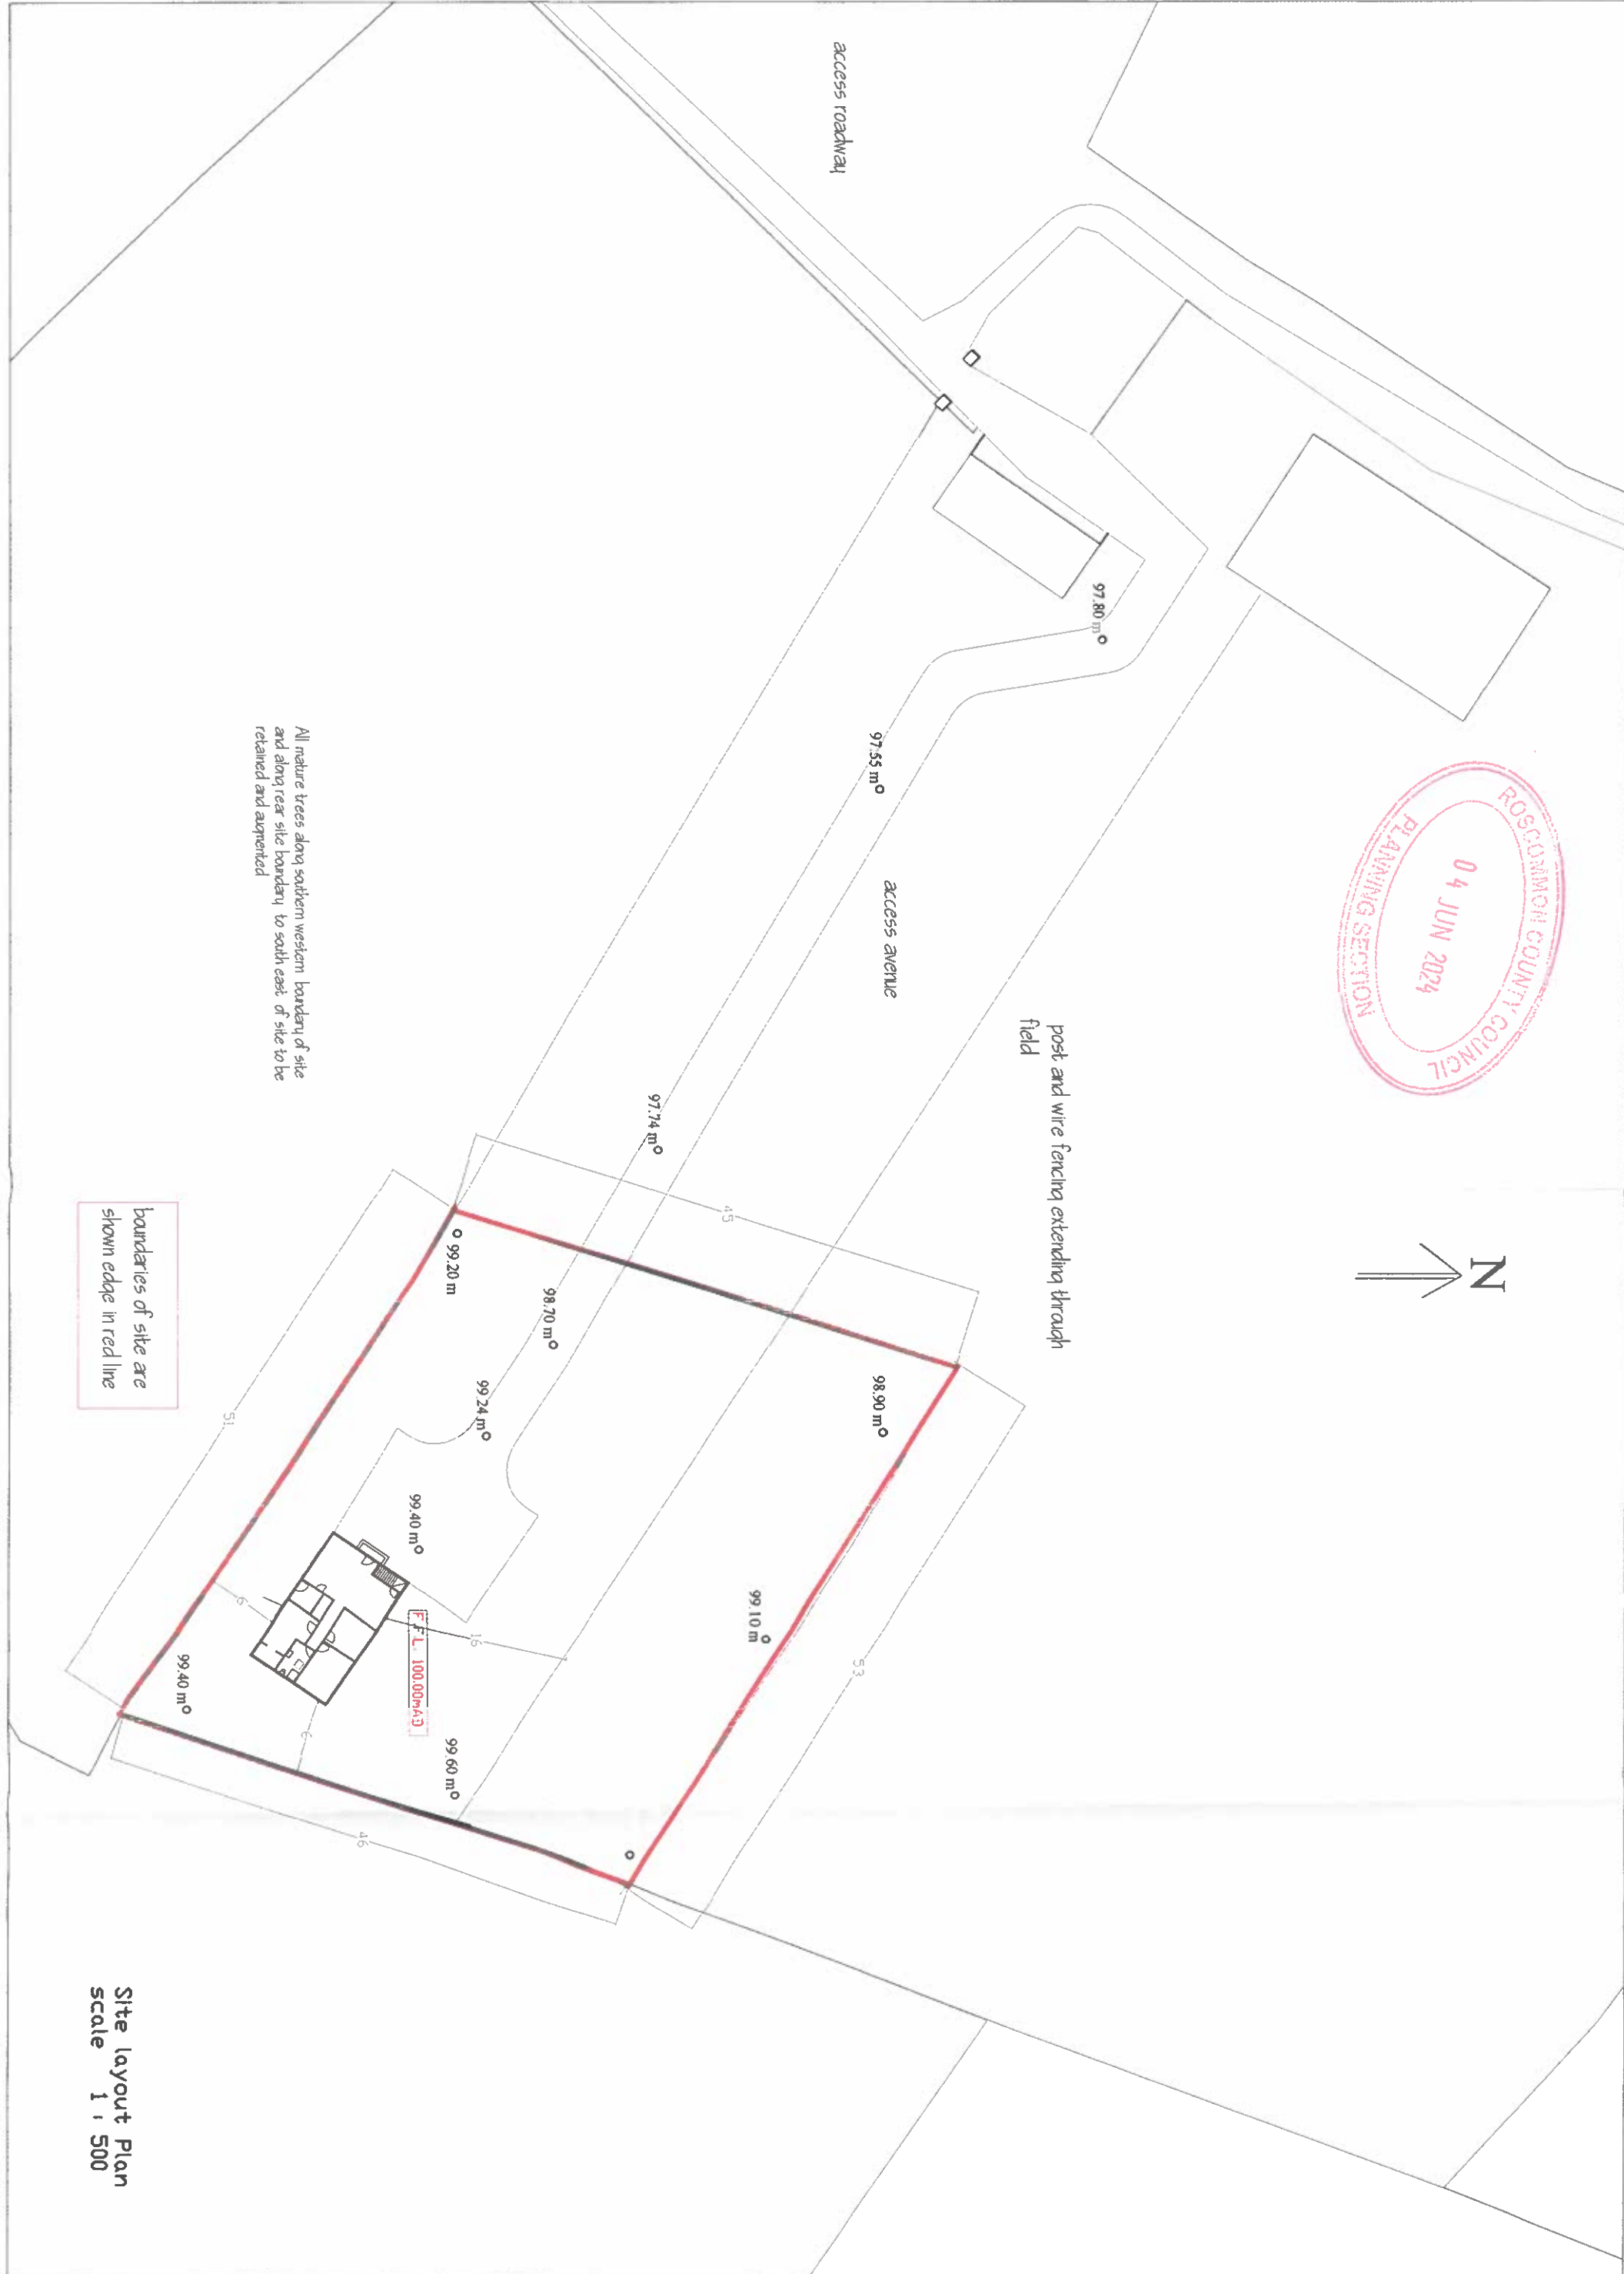 access roadway
N
ROSCOMMON COUNTY COUNCIL
04 JUN 2024
PLANNING SECTION
97.80 m
97.55 m
access avenue
post and wire fencing extending through
field
97.74 m
All mature trees along southern western boundary of site
and along rear site boundary to south east of site to be
retained and augmented
45
99.20 m
98.70 m
98.90 m
99.24 m
99.40 m
99.10 m
53
51
6
16
F.F.L. 100.00mAD
99.40 m
6
99.60 m
46
boundaries of site are
shown edge in red line
Site layout Plan
scale 1 : 500